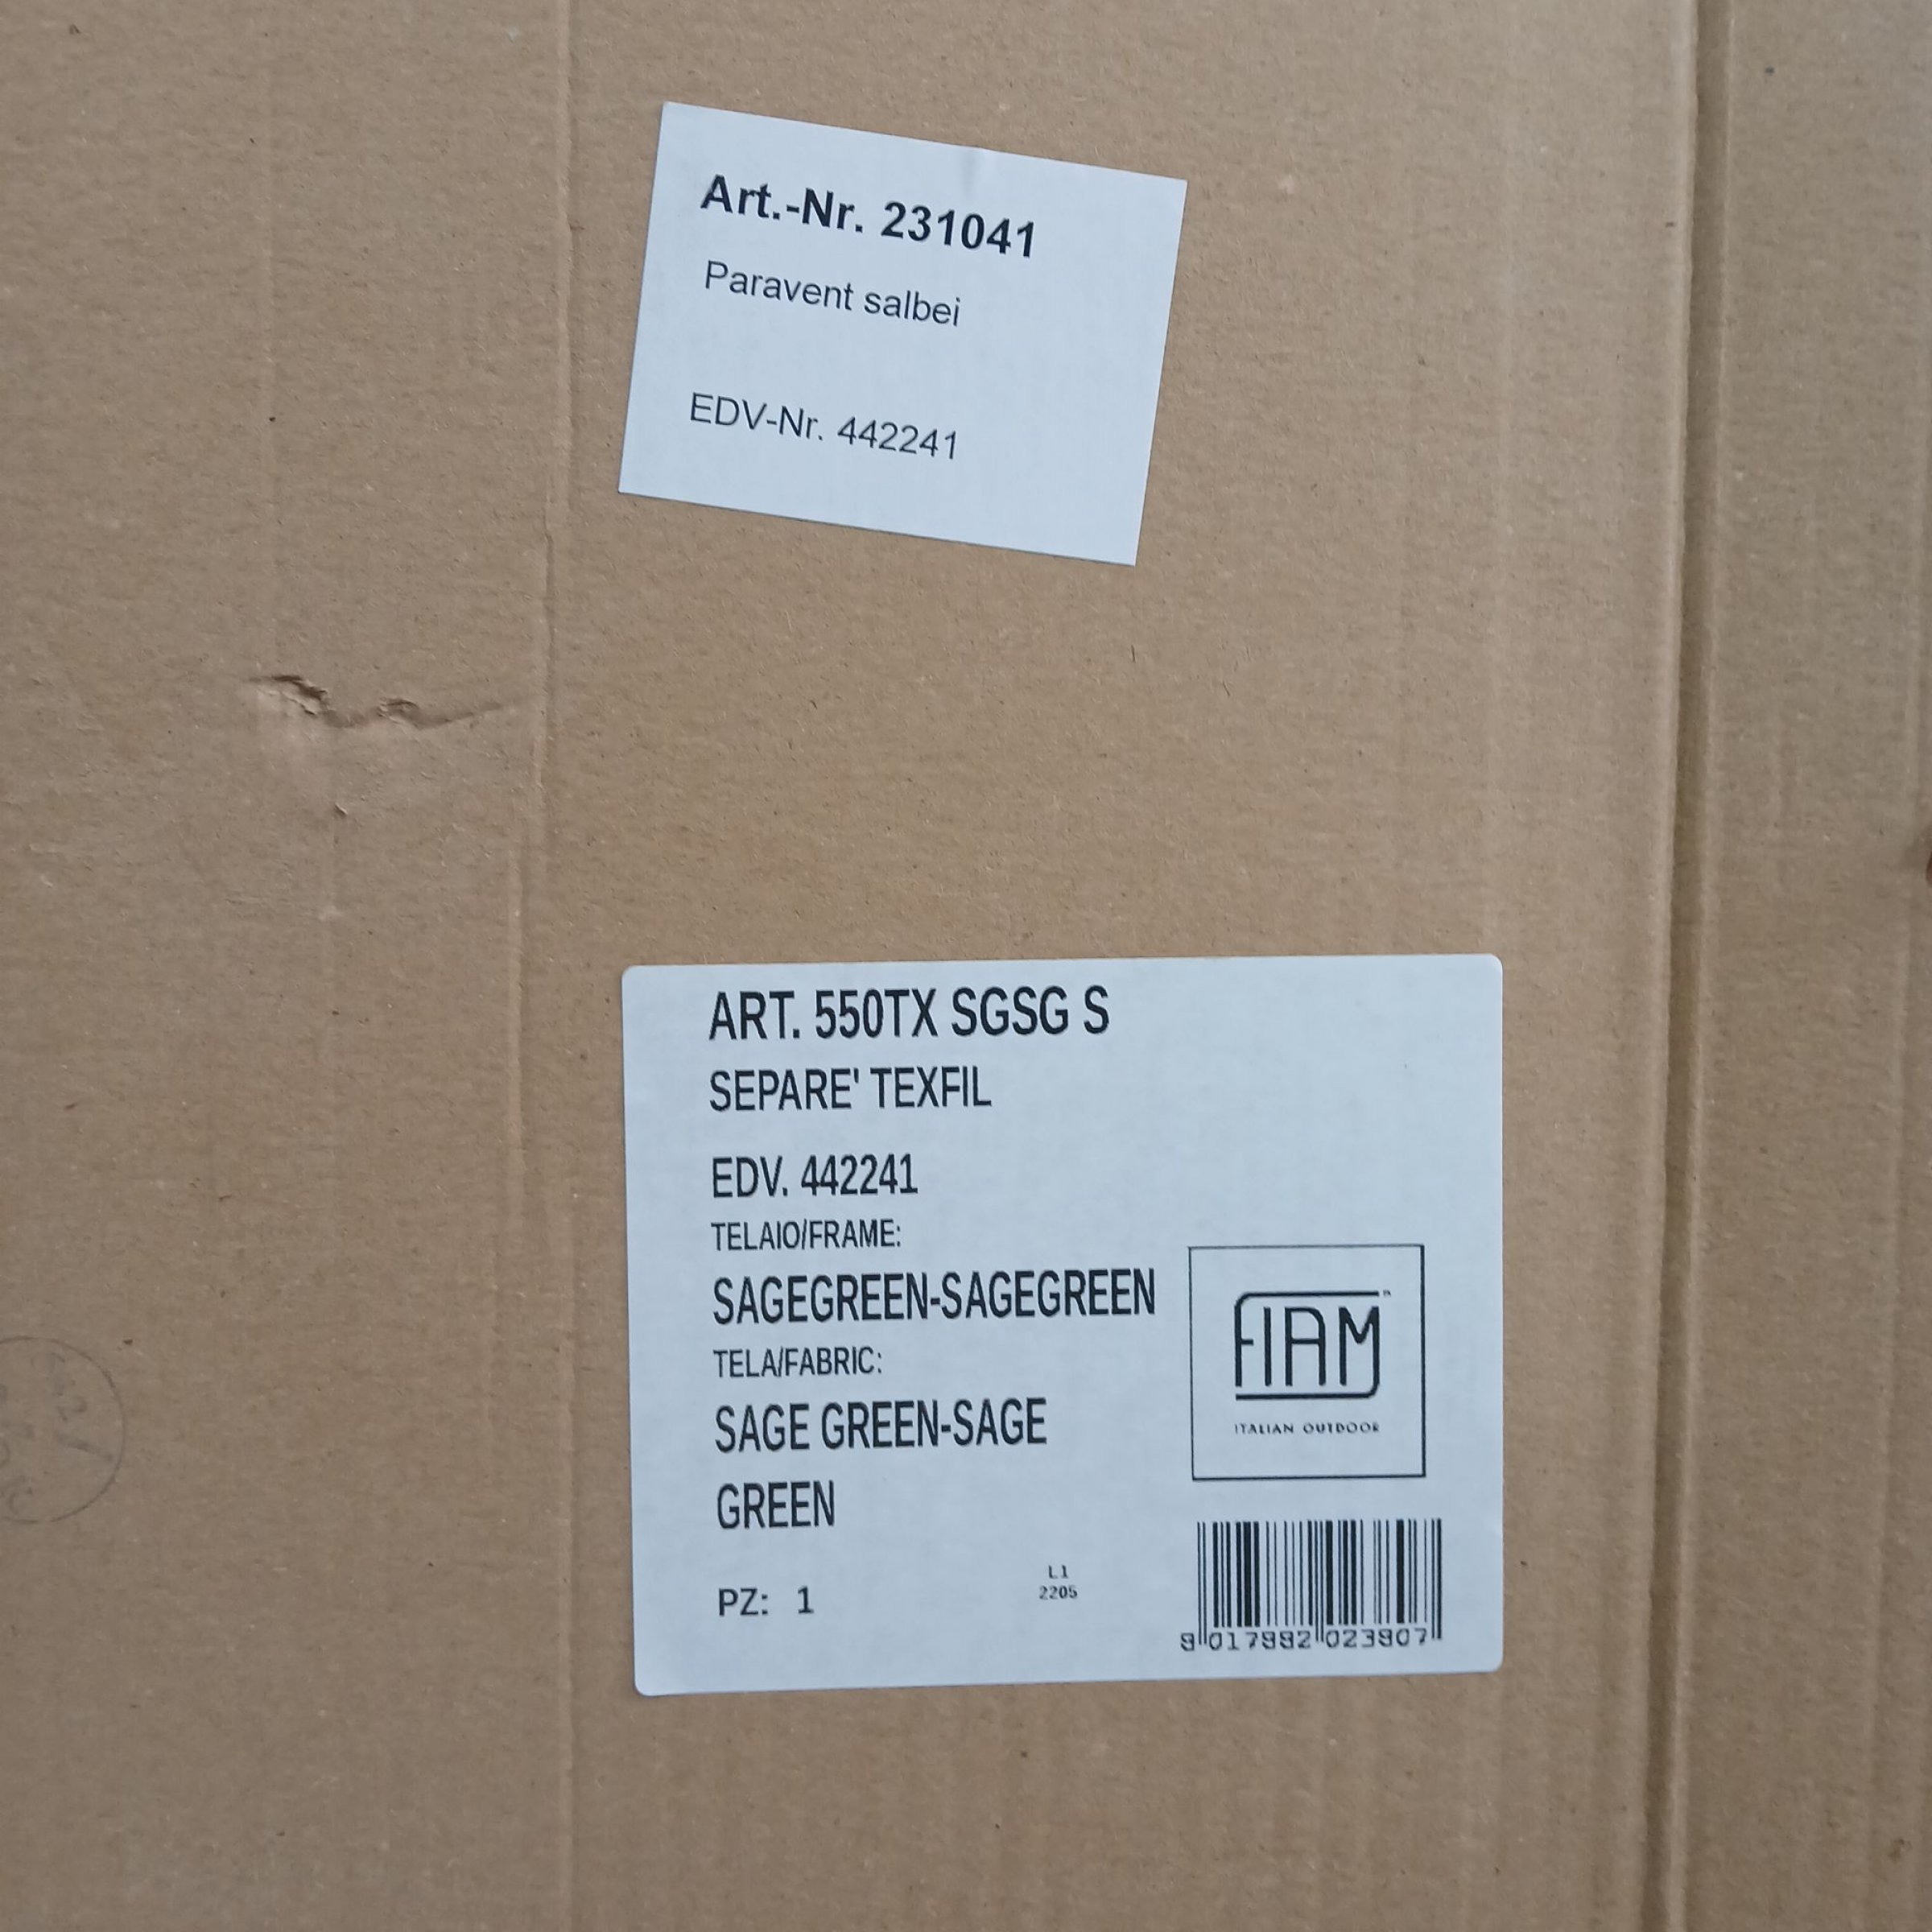 Art.-Nr. 231041
Paravent salbei
EDV-Nr. 442241
ART. 550TX SGSG S
SEPARE' TEXFIL
EDV. 442241
TELAIO/FRAME:
SAGEGREEN-SAGEGREEN
TELA/FABRIC:
SAGE GREEN-SAGE
GREEN
FIAM
ITALIAN OUTDOOR
PZ: 1
L1
2205
8 017882 023807